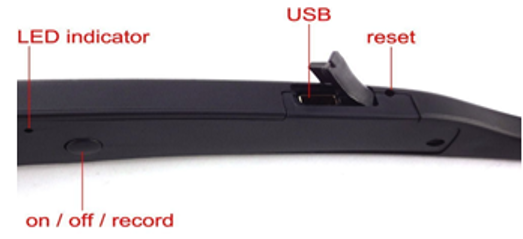 USB
LED indicator
reset
on / off / record